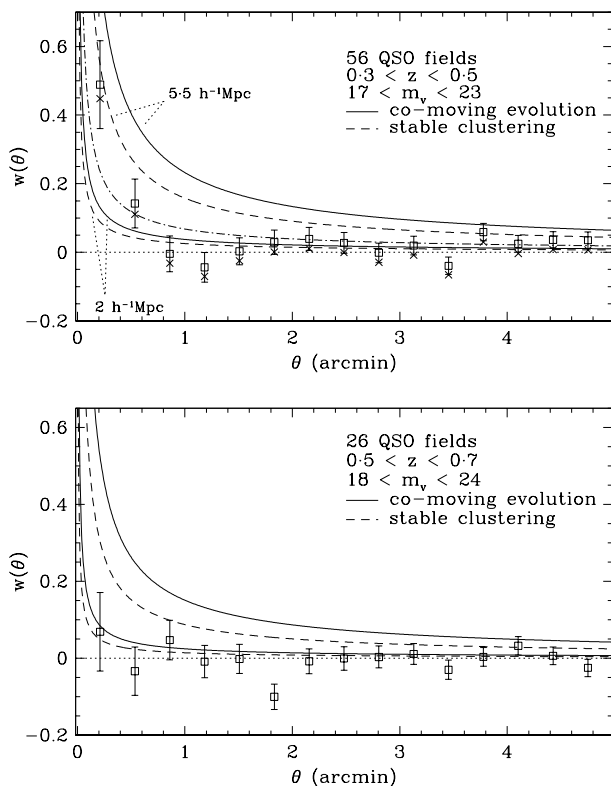 0.6
0.4
0.2
0
−0.2
w(θ)
56 QSO fields
0·3 < z < 0·5
17 < mᵥ < 23
co−moving evolution
stable clustering
5·5 h⁻¹Mpc
2 h⁻¹Mpc
0 1 2 3 4
θ (arcmin)
0.6
0.4
0.2
0
−0.2
w(θ)
26 QSO fields
0·5 < z < 0·7
18 < mᵥ < 24
co−moving evolution
stable clustering
0 1 2 3 4
θ (arcmin)